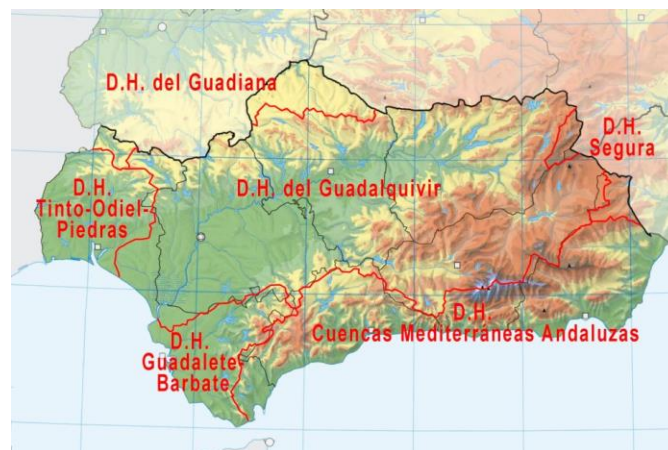 D.H. del Guadiana
D.H.
Segura
D.H.
Tinto-Odiel-
Piedras
D.H. del Guadalquivir
D.H.
Cuencas Mediterráneas Andaluzas
D.H.
Guadalete-
Barbate